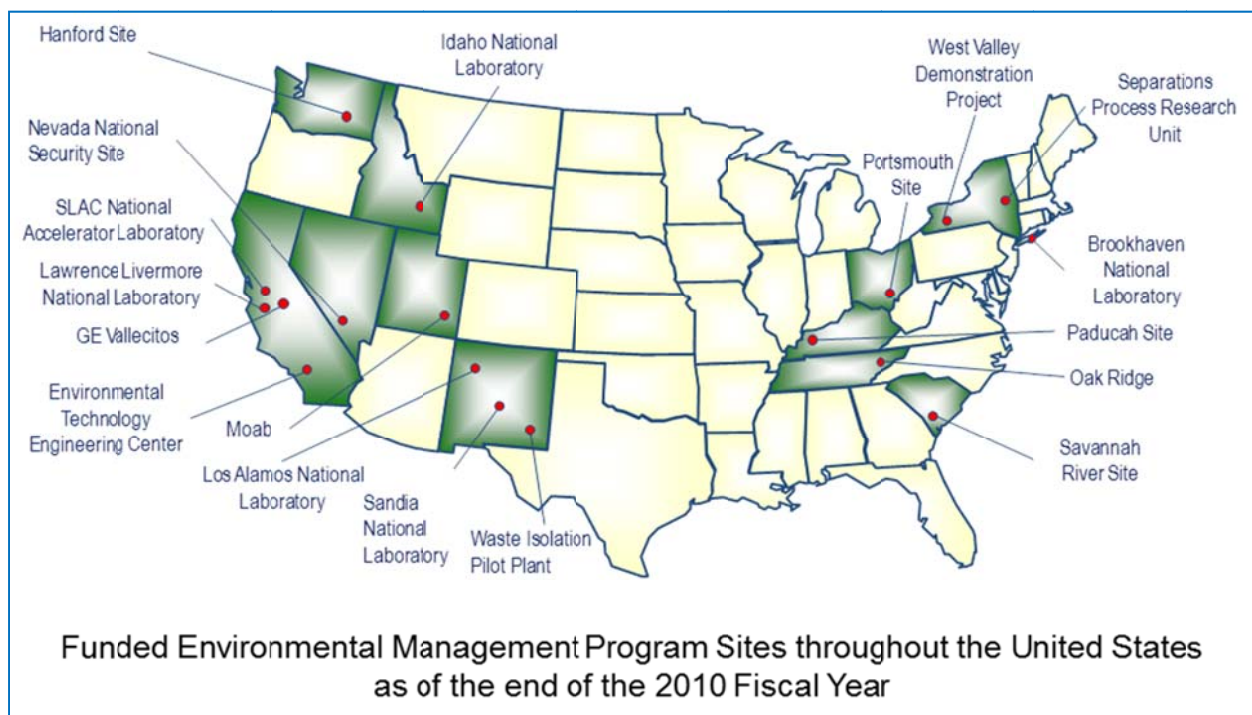 Hanford Site
Idaho National
Laboratory
West Valley
Demonstration
Project
Separations
Process Research
Unit
Nevada National
Security Site
Portsmouth
Site
SLAC National
Accelerator Laboratory
Lawrence Livermore
National Laboratory
GE Vallecitos
Brookhaven
National
Laboratory
Paducah Site
Oak Ridge
Environmental
Technology
Engineering Center
Moab
Los Alamos National
Laboratory
Sandia
National
Laboratory
Waste Isolation
Pilot Plant
Savannah
River Site
Funded Environmental Management Program Sites throughout the United States
as of the end of the 2010 Fiscal Year